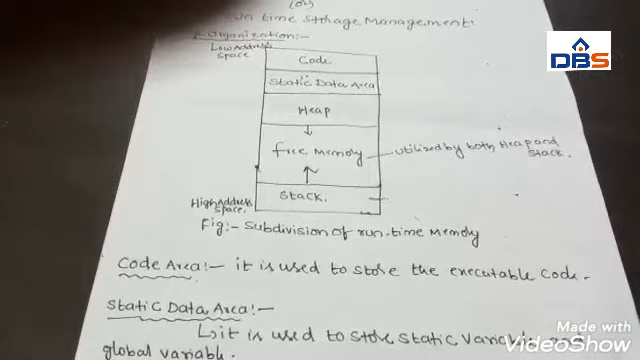 (or)
Run time storage Management:
Organization:-
Low Address
Space
Code
Static Data Area
Heap
free Memory
utilized by both Heap and
Stack.
Stack.
High Address
Space.
Fig:- Subdivision of run-time Memory
Code Area:- it is used to store the executable code.
Static Data Area:-
it is used to store static variable and
global variable.
DBS
Made with
VideoShow